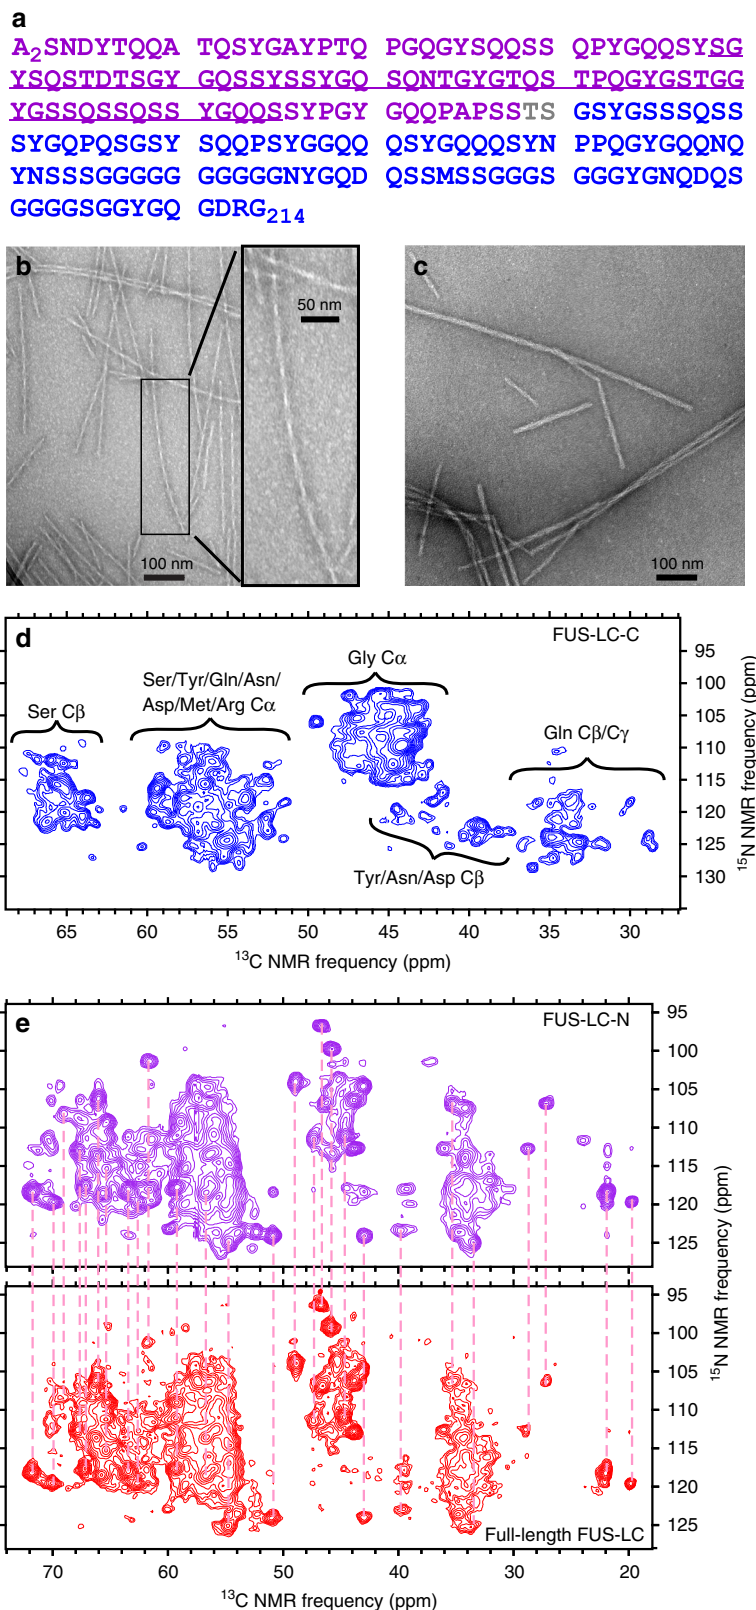 a
A2SNDYTQQA TQSYGAYPTQ PGQGYSQQSS QPYGQQSYSG
YSQSTDTSGY GQSSYSSYGQ SQNTGYGTQS TPQGYGSTGG
YGSSQSSQSS YGQQSSYPGY GQQPAPSSTS GSYGSSSQSS
SYGQPQSGSY SQQPSYGGQQ QSYGQQQSYN PPQGYGQQNQ
YNSSSGGGGG GGGGGNYGQD QSSMSSGGGS GGGYGNQDQS
GGGGSGGYGQ GDRG214
b
50 nm
100 nm
c
100 nm
d
FUS-LC-C
Ser Cβ
Ser/Tyr/Gln/Asn/
Asp/Met/Arg Cα
Gly Cα
Gln Cβ/Cγ
Tyr/Asn/Asp Cβ
95
100
105
110
115
120
125
130
15N NMR frequency (ppm)
65 60 55 50 45 40 35 30
13C NMR frequency (ppm)
e
FUS-LC-N
95
100
105
110
115
120
125
15N NMR frequency (ppm)
95
100
105
110
115
120
125
Full-length FUS-LC
70 60 50 40 30 20
13C NMR frequency (ppm)